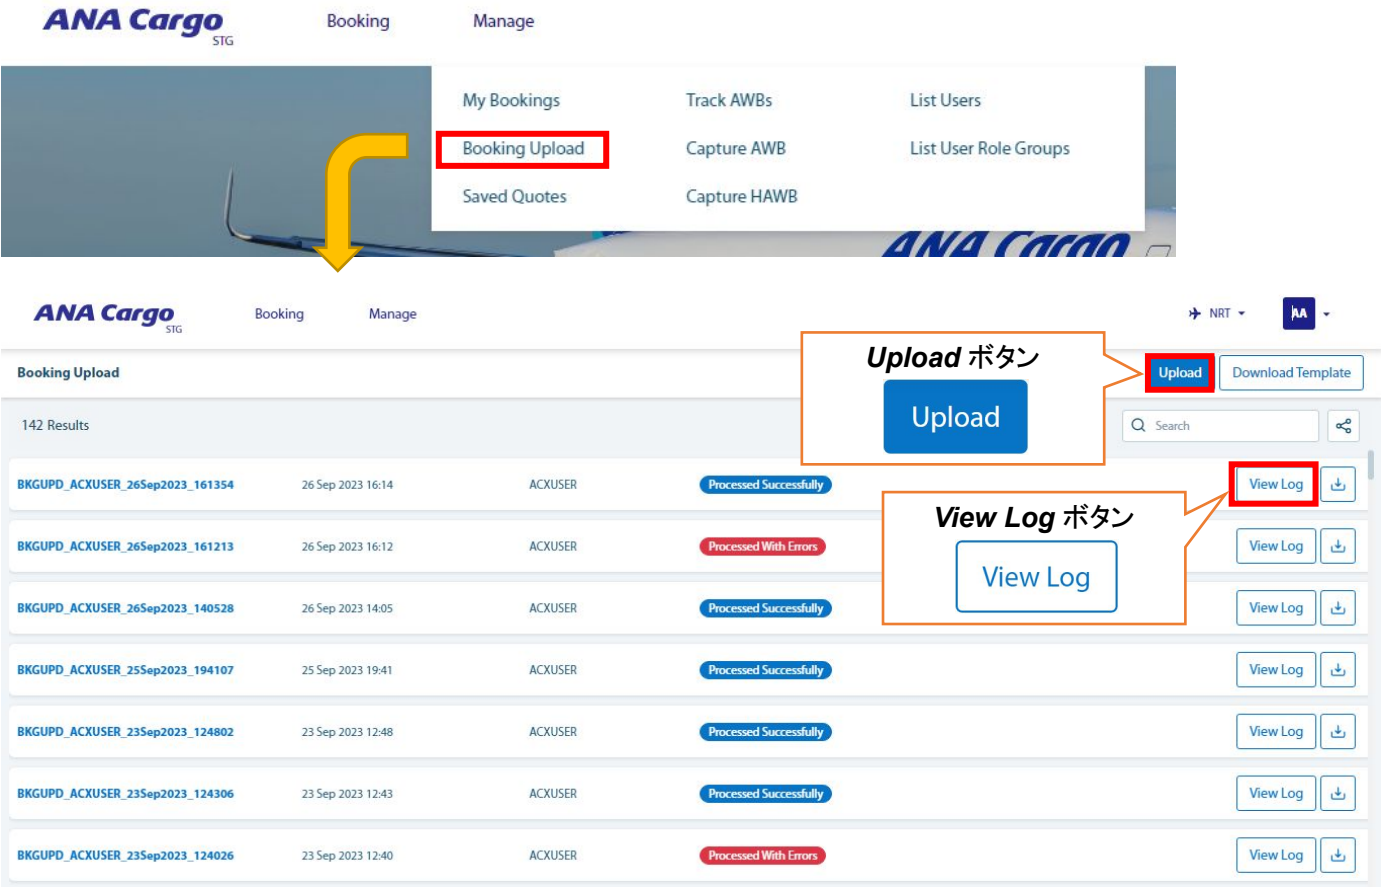 ANA Cargo
STG
Booking Manage
My Bookings Track AWBs List Users
Booking Upload Capture AWB List User Role Groups
Saved Quotes Capture HAWB
ANA Cargo
ANA Cargo
STG
Booking Manage NRT AA
Booking Upload Upload Download Template
Upload ボタン
Upload
142 Results Search
BKGUPD_ACXUSER_26Sep2023_161354 26 Sep 2023 16:14 ACXUSER Processed Successfully View Log
View Log ボタン
View Log
BKGUPD_ACXUSER_26Sep2023_161213 26 Sep 2023 16:12 ACXUSER Processed With Errors View Log
BKGUPD_ACXUSER_26Sep2023_140528 26 Sep 2023 14:05 ACXUSER Processed Successfully View Log
BKGUPD_ACXUSER_25Sep2023_194107 25 Sep 2023 19:41 ACXUSER Processed Successfully View Log
BKGUPD_ACXUSER_23Sep2023_124802 23 Sep 2023 12:48 ACXUSER Processed Successfully View Log
BKGUPD_ACXUSER_23Sep2023_124306 23 Sep 2023 12:43 ACXUSER Processed Successfully View Log
BKGUPD_ACXUSER_23Sep2023_124026 23 Sep 2023 12:40 ACXUSER Processed With Errors View Log